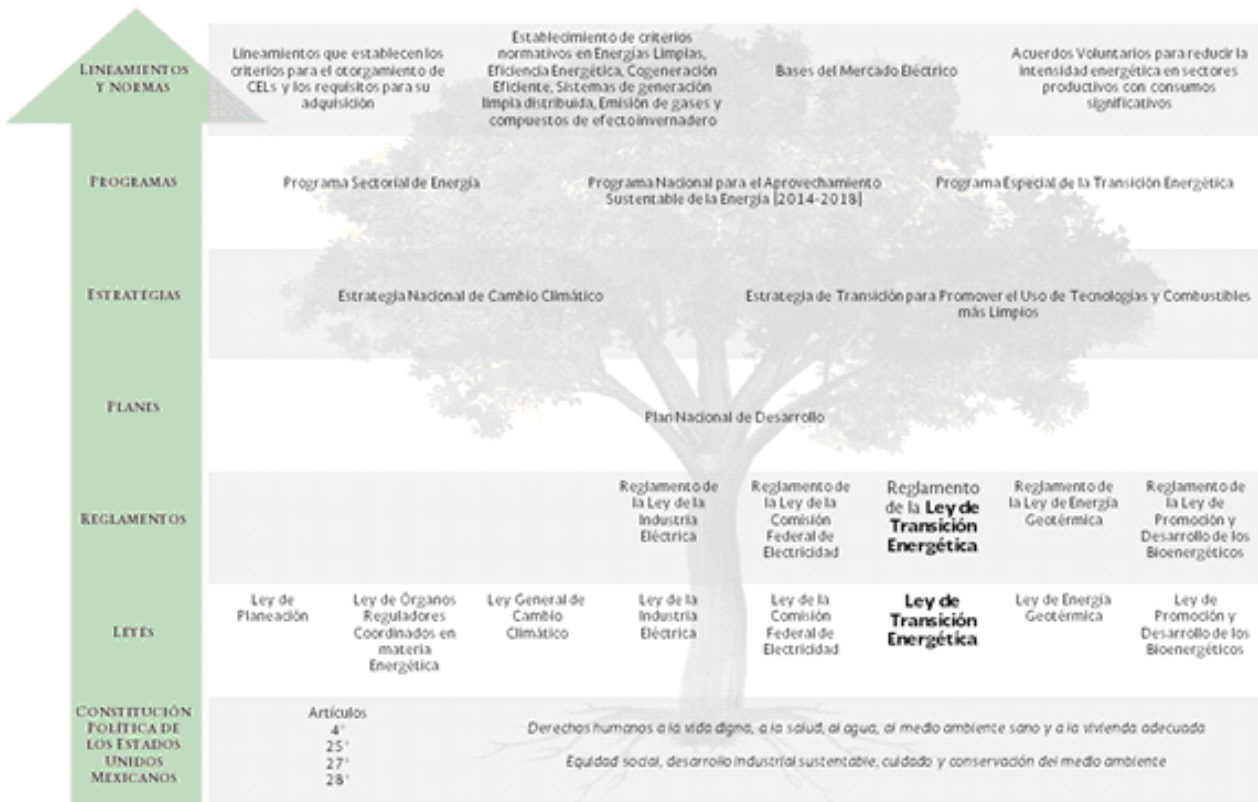 LINEAMIENTOS
Y NORMAS
Lineamientos que establecen los
criterios para el otorgamiento de
CELs y los requisitos para su
adquisición
Establecimiento de criterios
normativos en Energías Limpias,
Eficiencia Energética, Cogeneración
Eficiente, Sistemas de generación
limpia distribuida, Emisión de gases y
compuestos de efecto invernadero
Bases del Mercado Eléctrico
Acuerdos Voluntarios para reducir la
intensidad energética en sectores
productivos con consumos
significativos
PROGRAMAS
Programa Sectorial de Energía
Programa Nacional para el Aprovechamiento
Sustentable de la Energía [2014-2018]
Programa Especial de la Transición Energética
ESTRATEGIAS
Estrategia Nacional de Cambio Climático
Estrategia de Transición para Promover el Uso de Tecnologías y Combustibles
más Limpios
PLANES
Plan Nacional de Desarrollo
REGLAMENTOS
Reglamento de
la Ley de la
Industria
Eléctrica
Reglamento de
la Ley de la
Comisión
Federal de
Electricidad
Reglamento
de la Ley de
Transición
Energética
Reglamento de
la Ley de Energía
Geotérmica
Reglamento de
la Ley de
Promoción y
Desarrollo de los
Bioenergéticos
LEYES
Ley de
Planeación
Ley de Órganos
Reguladores
Coordinados en
materia
Energética
Ley General de
Cambio
Climático
Ley de la
Industria
Eléctrica
Ley de la
Comisión
Federal de
Electricidad
Ley de
Transición
Energética
Ley de Energía
Geotérmica
Ley de
Promoción y
Desarrollo de los
Bioenergéticos
CONSTITUCIÓN
POLÍTICA DE
LOS ESTADOS
UNIDOS
MEXICANOS
Artículos
4°
25°
27°
28°
Derechos humanos a la vida digna, a la salud, al agua, al medio ambiente sano y a la vivienda adecuada
Equidad social, desarrollo industrial sustentable, cuidado y conservación del medio ambiente